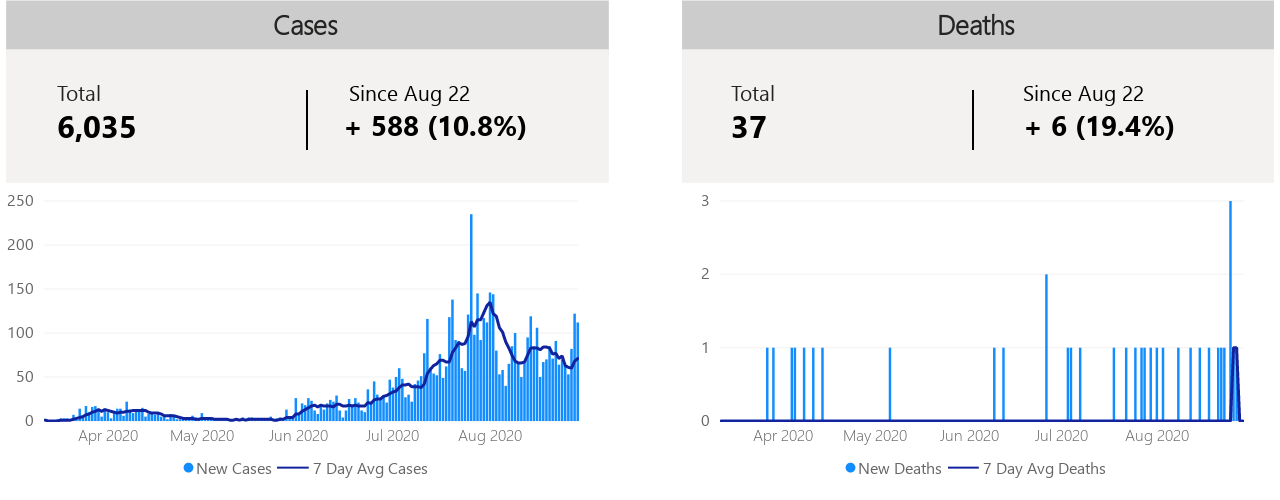 Cases
Total
6,035
Since Aug 22
+ 588 (10.8%)
250
200
150
100
50
0
Apr 2020 May 2020 Jun 2020 Jul 2020 Aug 2020
New Cases 7 Day Avg Cases
Deaths
Total
37
Since Aug 22
+ 6 (19.4%)
3
2
1
0
Apr 2020 May 2020 Jun 2020 Jul 2020 Aug 2020
New Deaths 7 Day Avg Deaths